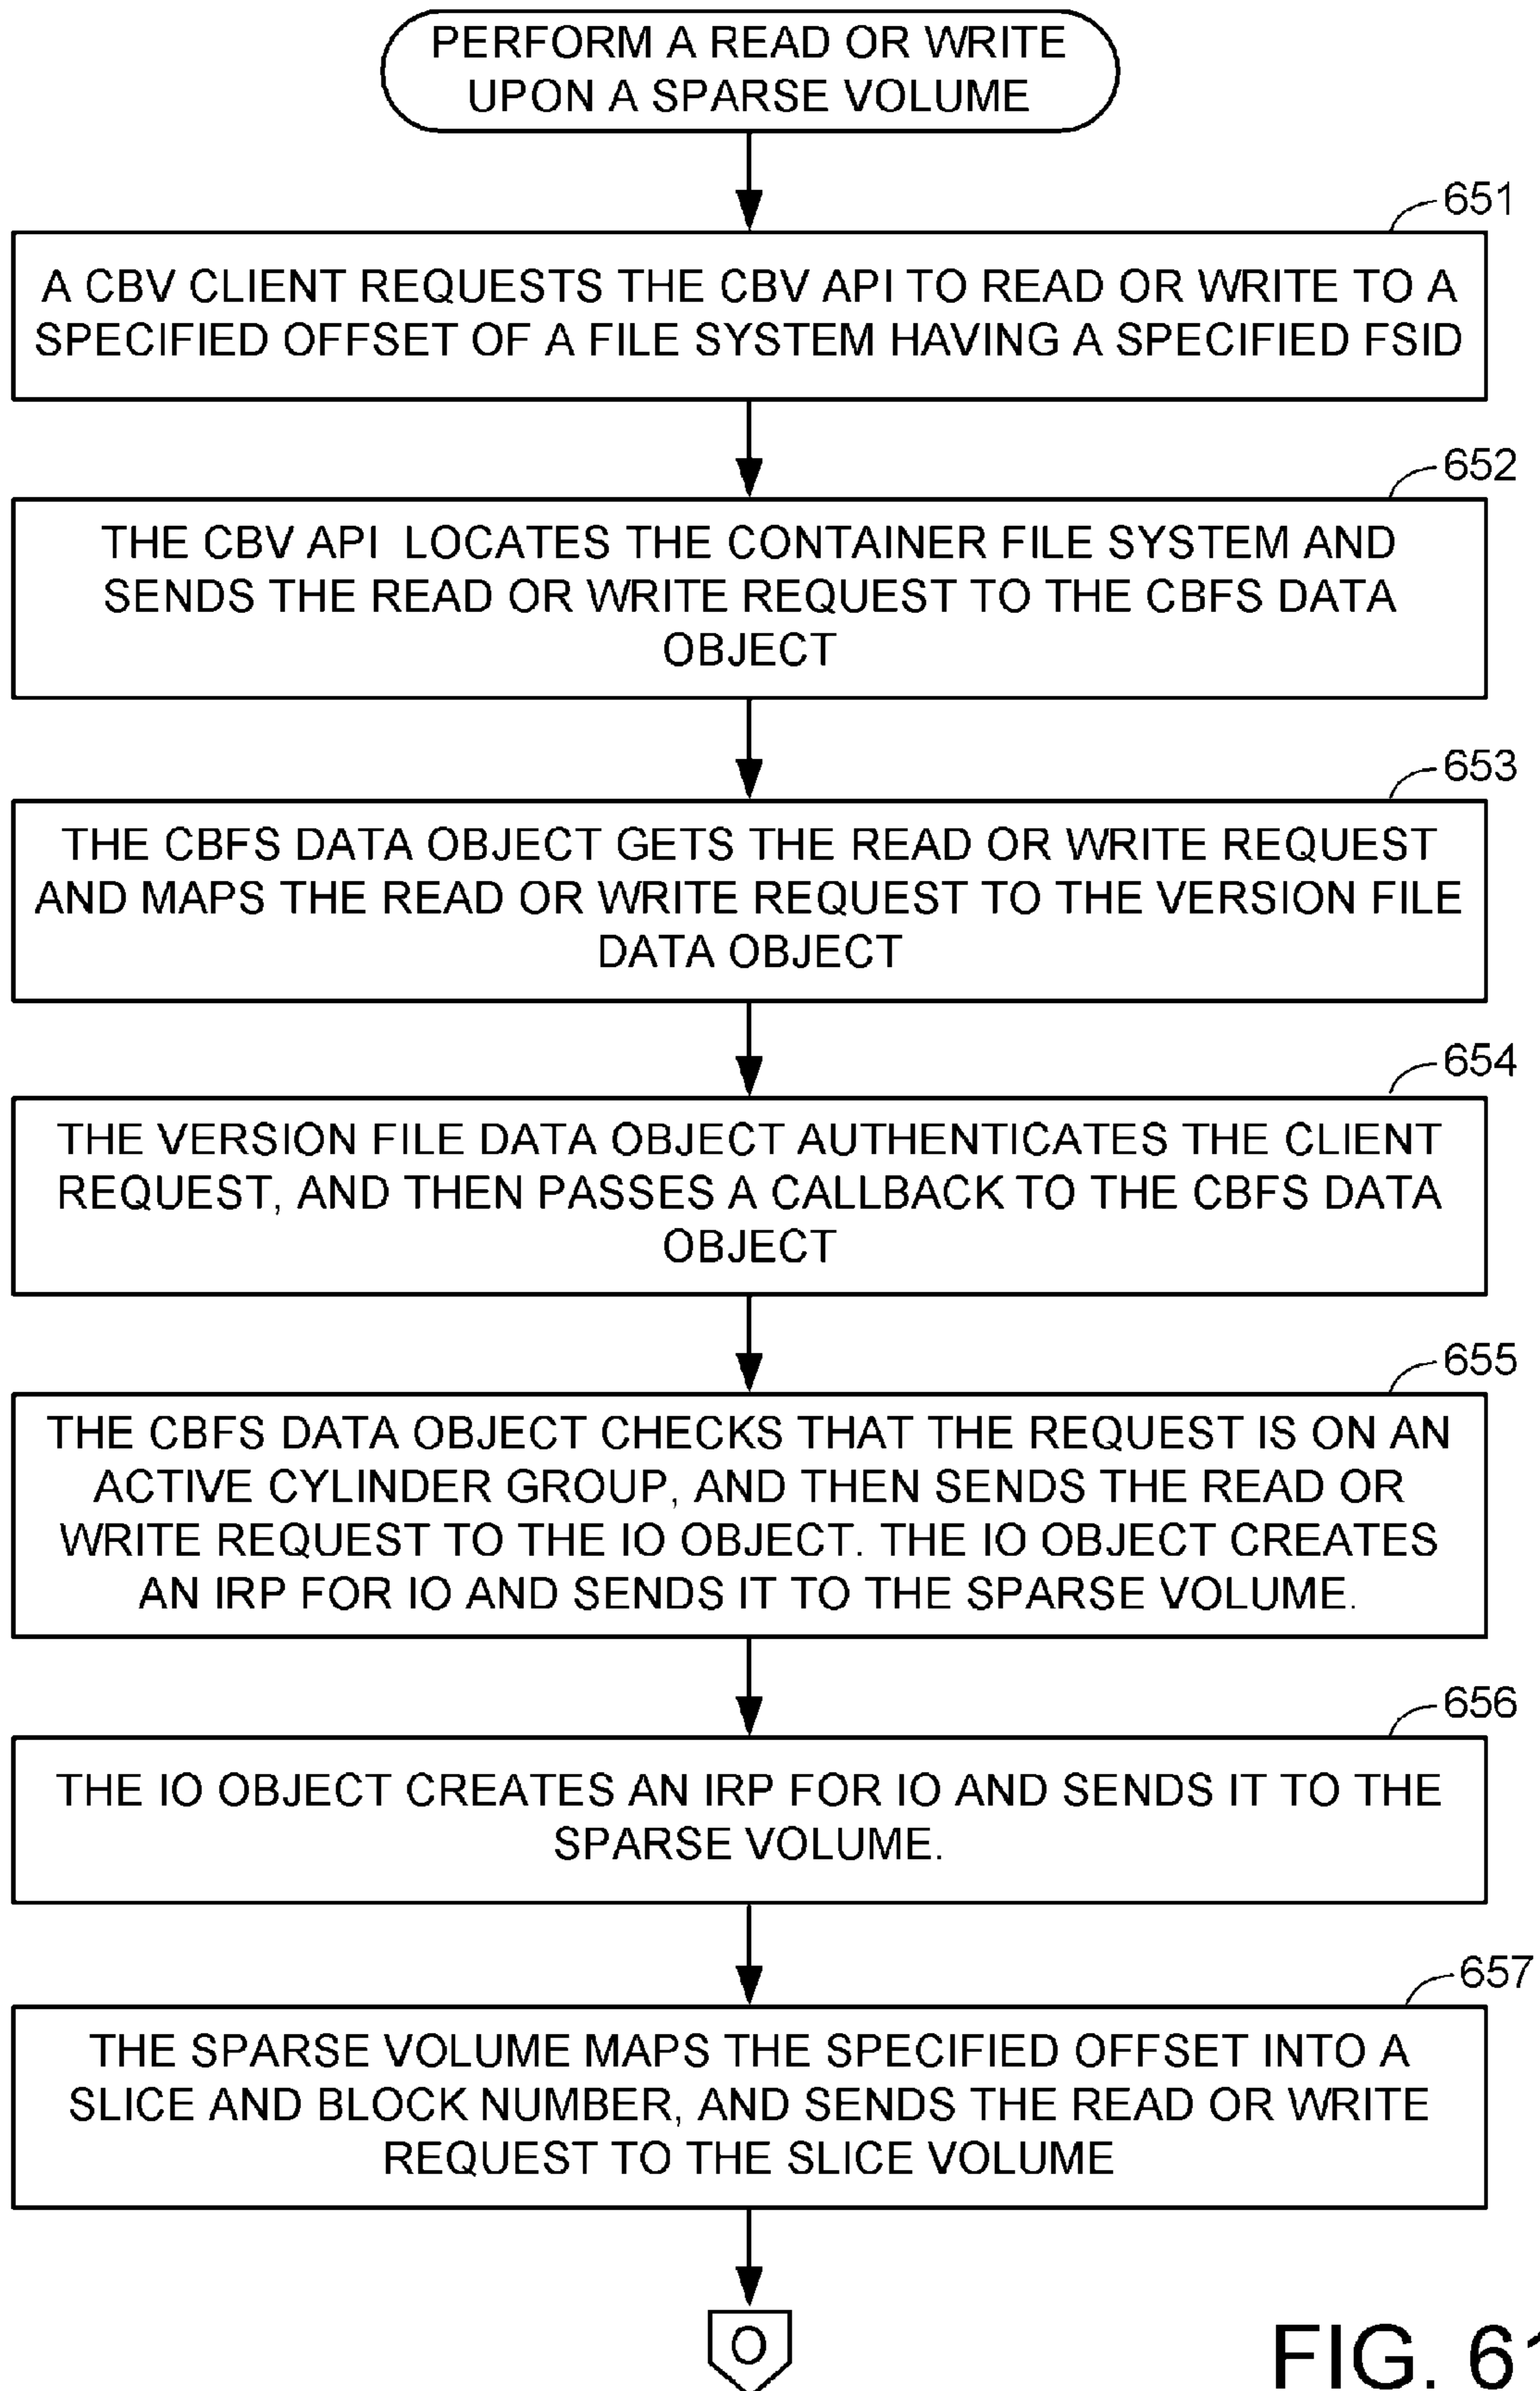 PERFORM A READ OR WRITE
UPON A SPARSE VOLUME
651
A CBV CLIENT REQUESTS THE CBV API TO READ OR WRITE TO A
SPECIFIED OFFSET OF A FILE SYSTEM HAVING A SPECIFIED FSID
652
THE CBV API LOCATES THE CONTAINER FILE SYSTEM AND
SENDS THE READ OR WRITE REQUEST TO THE CBFS DATA
OBJECT
653
THE CBFS DATA OBJECT GETS THE READ OR WRITE REQUEST
AND MAPS THE READ OR WRITE REQUEST TO THE VERSION FILE
DATA OBJECT
654
THE VERSION FILE DATA OBJECT AUTHENTICATES THE CLIENT
REQUEST, AND THEN PASSES A CALLBACK TO THE CBFS DATA
OBJECT
655
THE CBFS DATA OBJECT CHECKS THAT THE REQUEST IS ON AN
ACTIVE CYLINDER GROUP, AND THEN SENDS THE READ OR
WRITE REQUEST TO THE IO OBJECT. THE IO OBJECT CREATES
AN IRP FOR IO AND SENDS IT TO THE SPARSE VOLUME.
656
THE IO OBJECT CREATES AN IRP FOR IO AND SENDS IT TO THE
SPARSE VOLUME.
657
THE SPARSE VOLUME MAPS THE SPECIFIED OFFSET INTO A
SLICE AND BLOCK NUMBER, AND SENDS THE READ OR WRITE
REQUEST TO THE SLICE VOLUME
O
FIG. 61